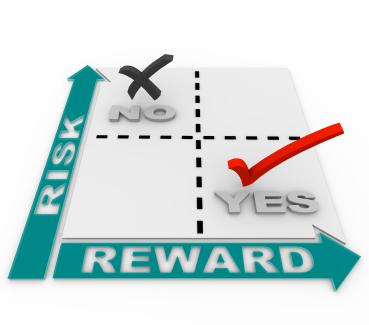 NO
RISK
YES
REWARD